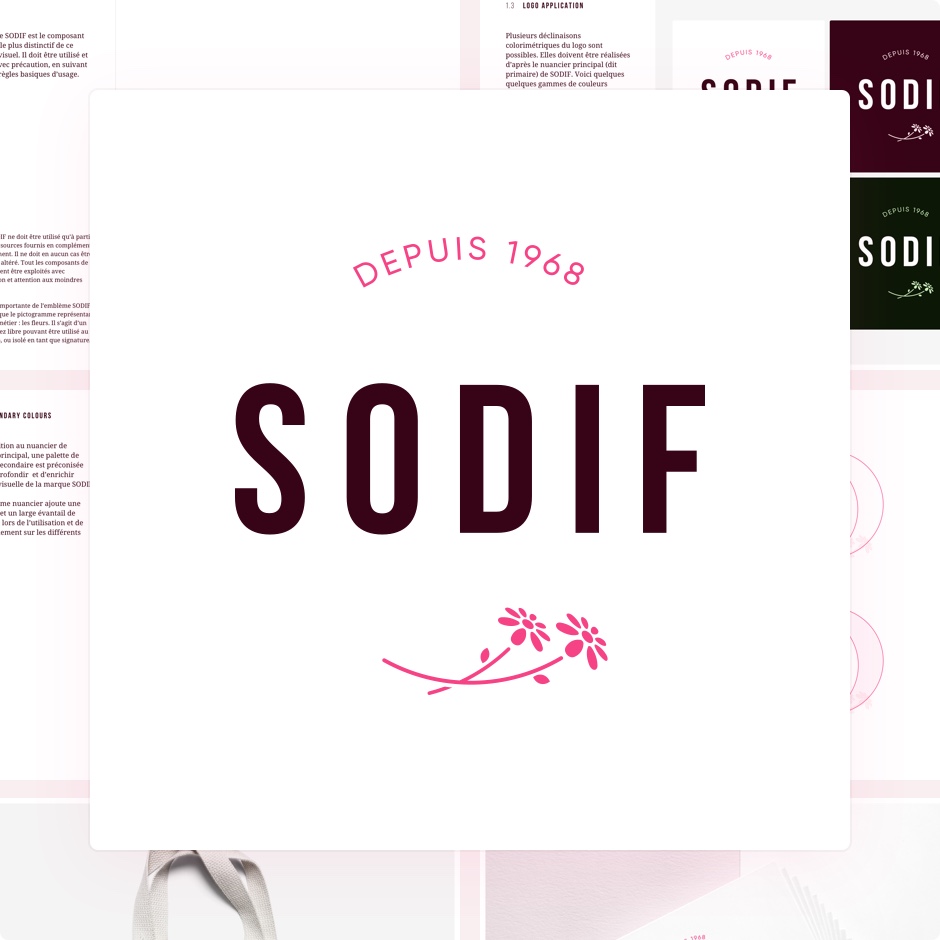 e SODIF est le composant
le plus distinctif de ce
visuel. Il doit être utilisé et
vec précaution, en suivant
règles basiques d'usage.
1.3 LOGO APPLICATION
Plusieurs déclinaisons
colorimétriques du logo sont
possibles. Elles doivent être réalisées
d'après le nuancier principal (dit
primaire) de SODIF. Voici quelques
quelques gammes de couleurs
DEPUIS 1968
SODIF
DEPUIS 1968
SODI
DEPUIS 1968
SODI
IF ne doit être utilisé qu'à parti
sources fournis en complémen
ment. Il ne doit en aucun cas êtr
altéré. Tout les composants de
ent être exploités avec
on et attention aux moindres
mportante de l'emblème SODIF
que le pictogramme représentan
métier : les fleurs. Il s'agit d'un
ez libre pouvant être utilisé au
, ou isolé en tant que signature
DEPUIS 1968
SODIF
NDARY COLOURS
ition au nuancier de
principal, une palette de
econdaire est préconisée
rofondir et d'enrichir
visuelle de la marque SODI
me nuancier ajoute une
et un large éventail de
lors de l'utilisation et de
ement sur les différents
1968